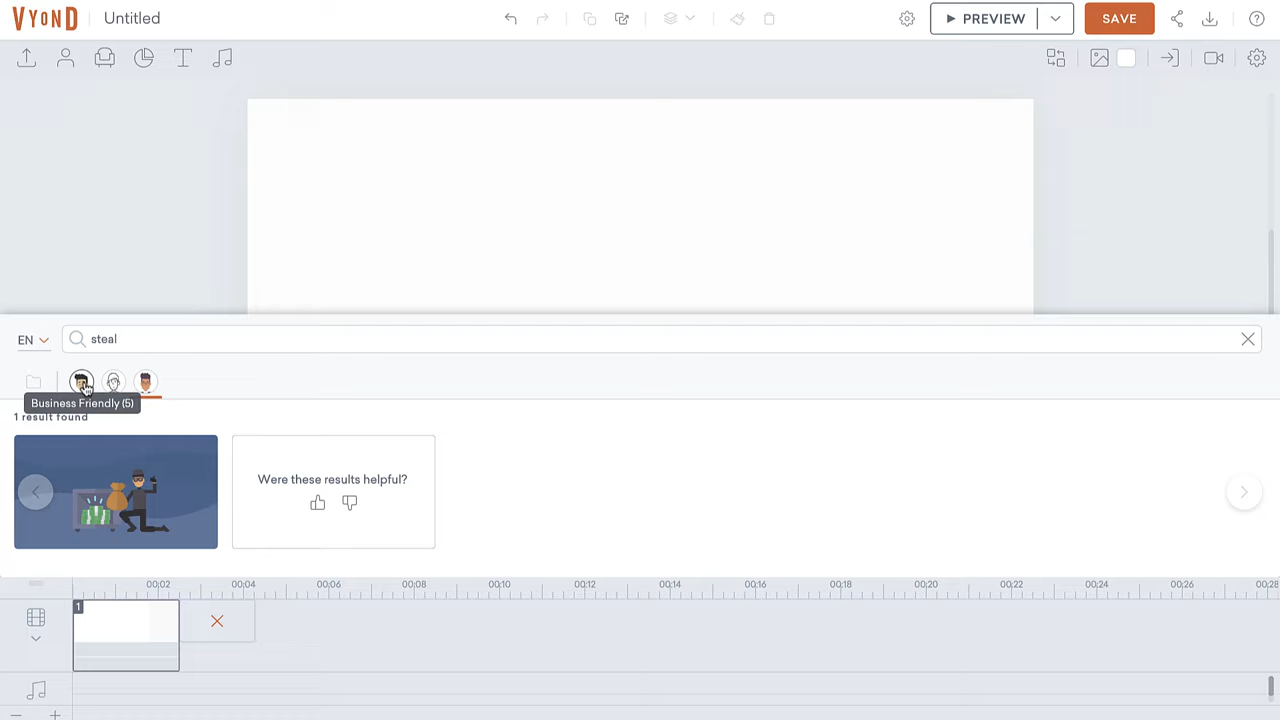 VYOND
Untitled
PREVIEW
SAVE
EN
steal
Business Friendly (5)
1 result found
Were these results helpful?
00:02 00:04 00:06 00:08 00:10 00:12 00:14 00:16 00:18 00:20 00:22 00:24 00:26 00:28
1